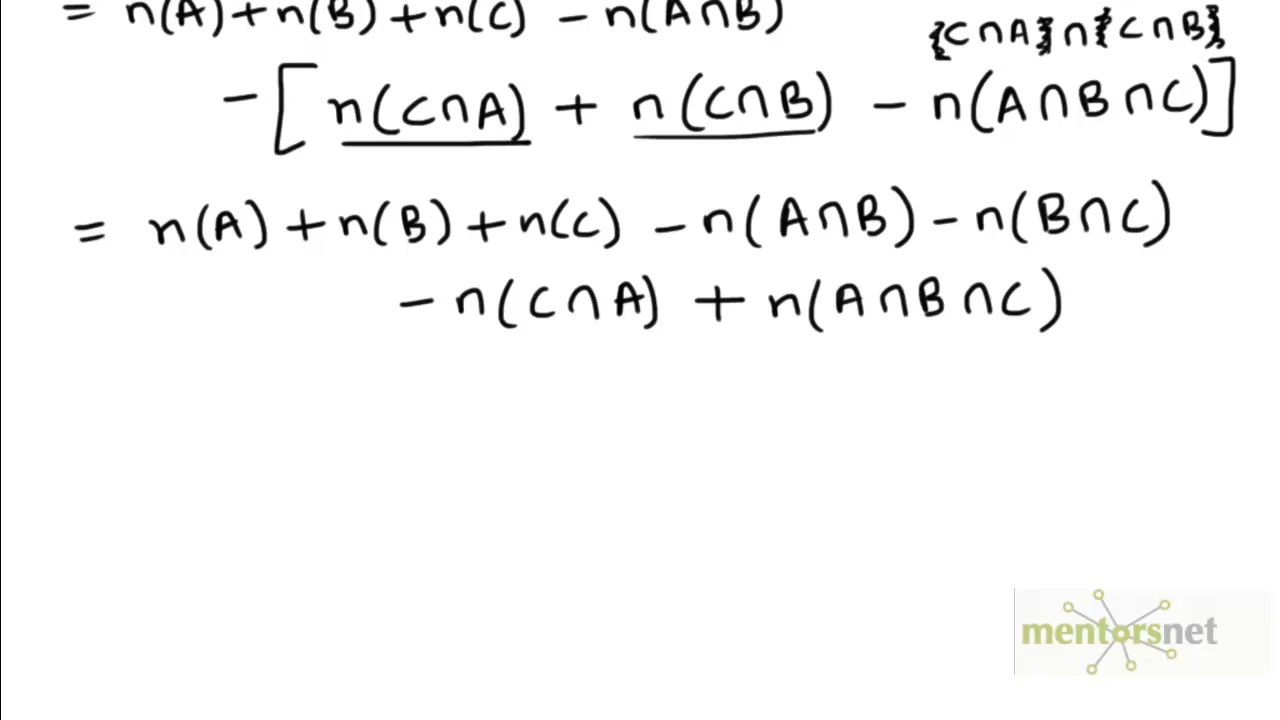 = n(A)+n(B)+n(C) - n(A∩B)
{C∩A}∩{C∩B}
-[n(C∩A) + n(C∩B) - n(A∩B∩C)]
= n(A)+n(B)+n(C) - n(A∩B) - n(B∩C)
- n(C∩A) + n(A∩B∩C)
mentorsnet